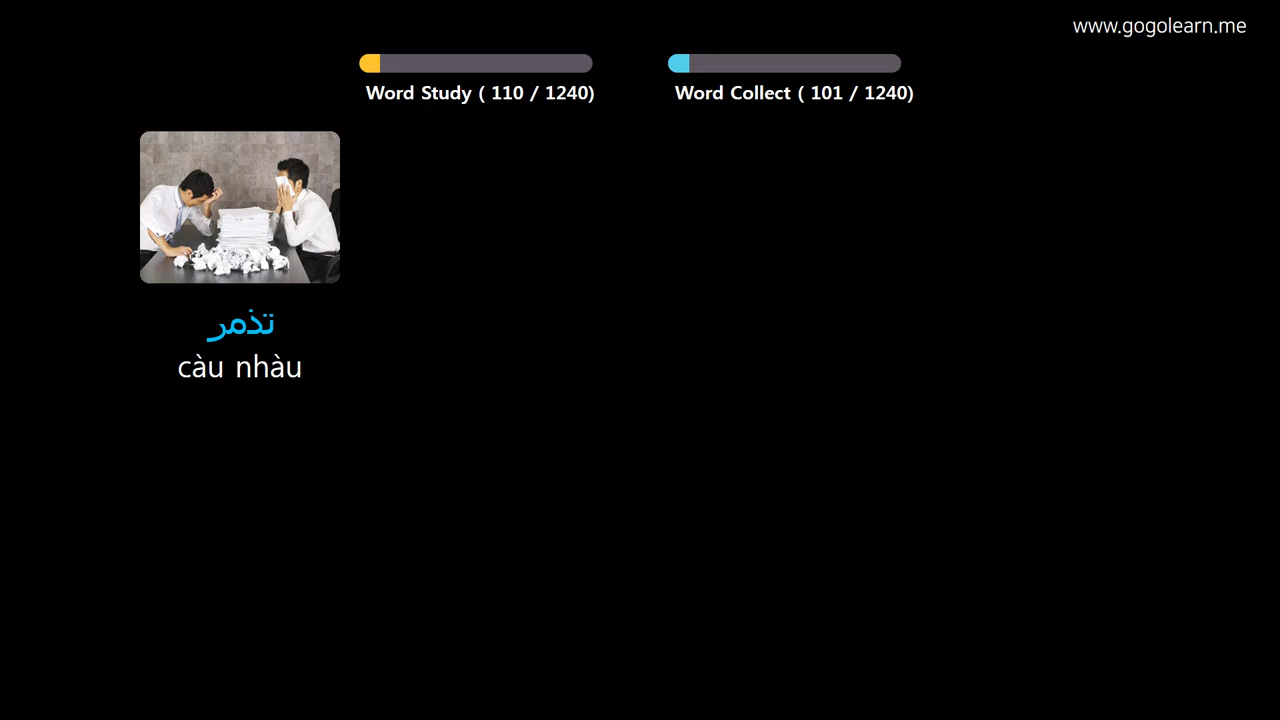 www.gogolearn.me
Word Study ( 110 / 1240)
Word Collect ( 101 / 1240)
تذمر
càu nhàu